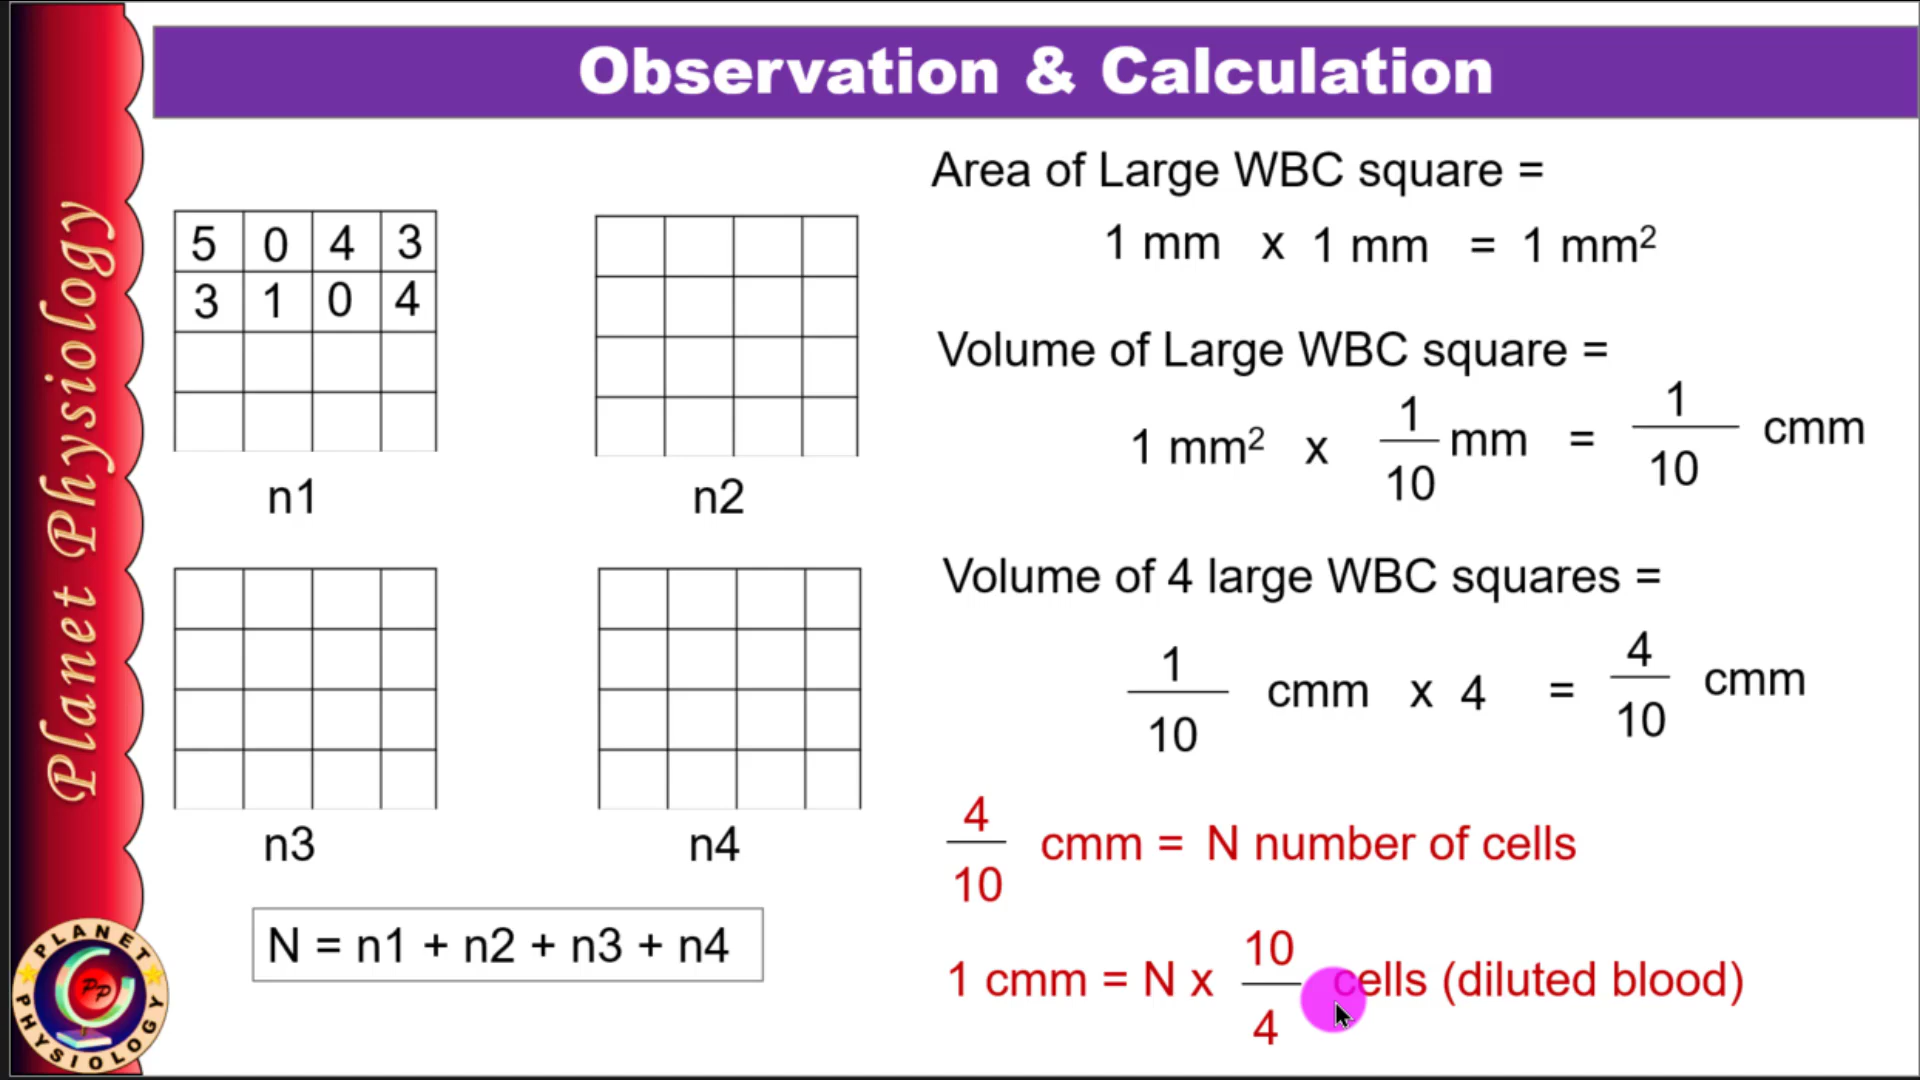 Observation & Calculation
Planet Physiology
5 0 4 3
3 1 0 4
n1
n2
n3
n4
N = n1 + n2 + n3 + n4
Area of Large WBC square =
1 mm x 1 mm = 1 mm²
Volume of Large WBC square =
1 mm² x 1/10 mm = 1/10 cmm
Volume of 4 large WBC squares =
1/10 cmm x 4 = 4/10 cmm
4/10 cmm = N number of cells
1 cmm = N x 10/4 cells (diluted blood)
PLANET
PP
PHYSIOLOGY